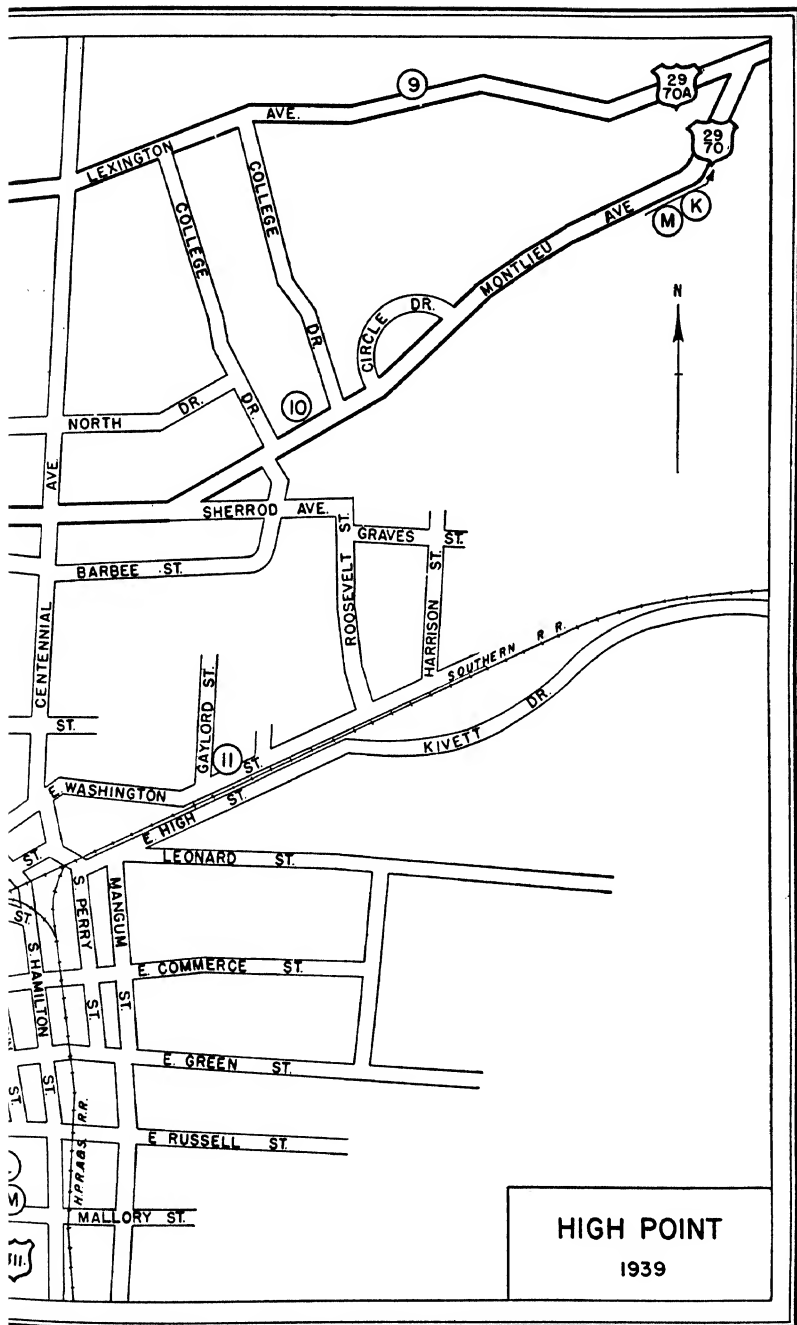 9
29
70A
LEXINGTON AVE.
29
70
COLLEGE DR.
COLLEGE DR.
MONTLIEU AVE
M K
CIRCLE DR.
N
10
NORTH DR.
CENTENNIAL AVE.
SHERROD AVE.
ROOSEVELT ST.
GRAVES ST.
HARRISON ST.
BARBEE ST.
SOUTHERN R R.
KIVETT DR.
ST.
GAYLORD ST.
11
E. WASHINGTON ST.
E. HIGH ST.
ST.
LEONARD ST.
S. PERRY ST.
MANGUM ST.
ST.
S. HAMILTON ST.
E. COMMERCE ST.
E. GREEN ST.
ST.
E RUSSELL ST.
H.P.R.A.&S. R.R.
M
MALLORY ST.
311.
HIGH POINT
1939